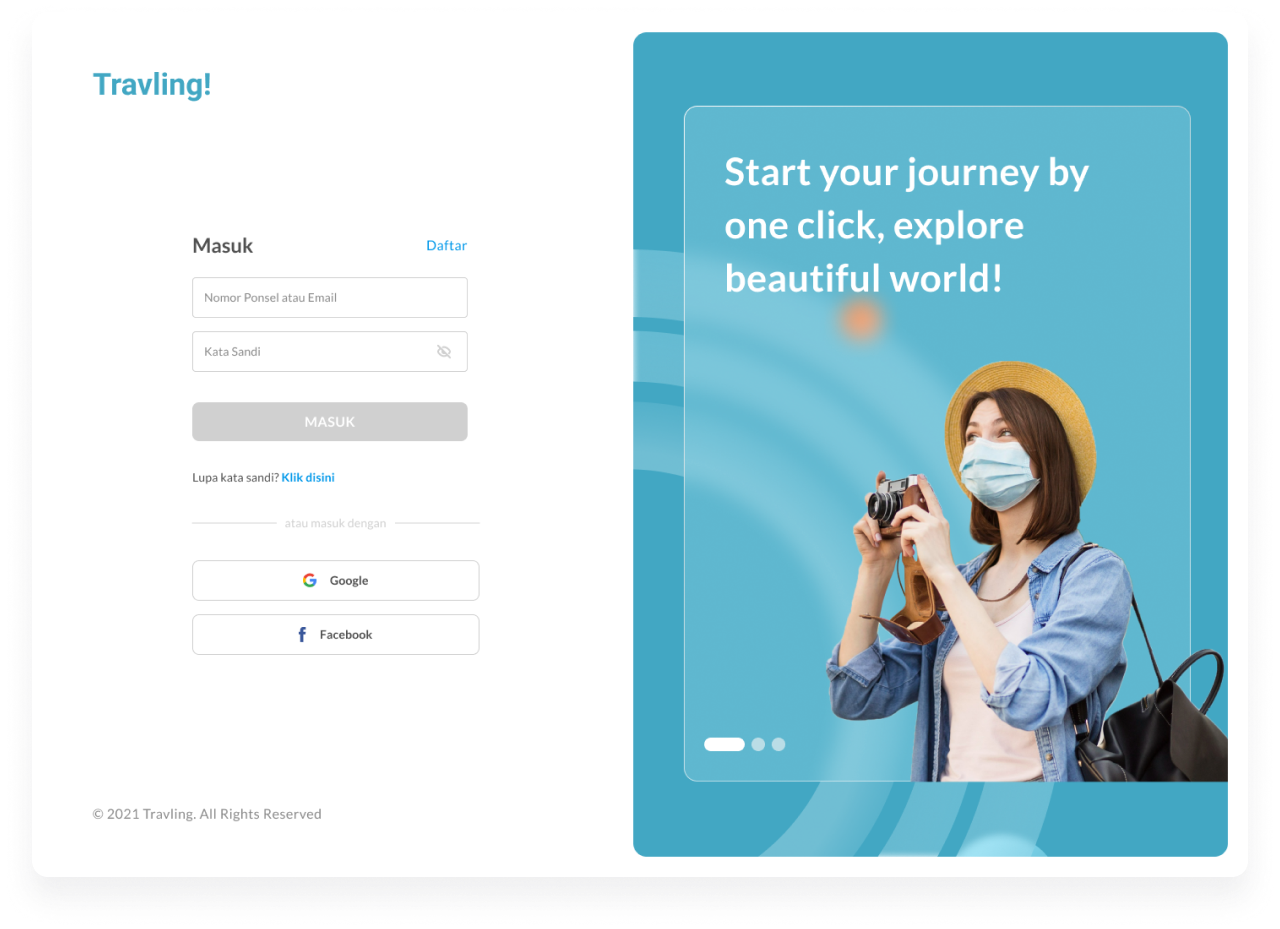 Travling!
Masuk
Daftar
Nomor Ponsel atau Email
Kata Sandi
MASUK
Lupa kata sandi? Klik disini
atau masuk dengan
Google
Facebook
© 2021 Travling. All Rights Reserved
Start your journey by
one click, explore
beautiful world!